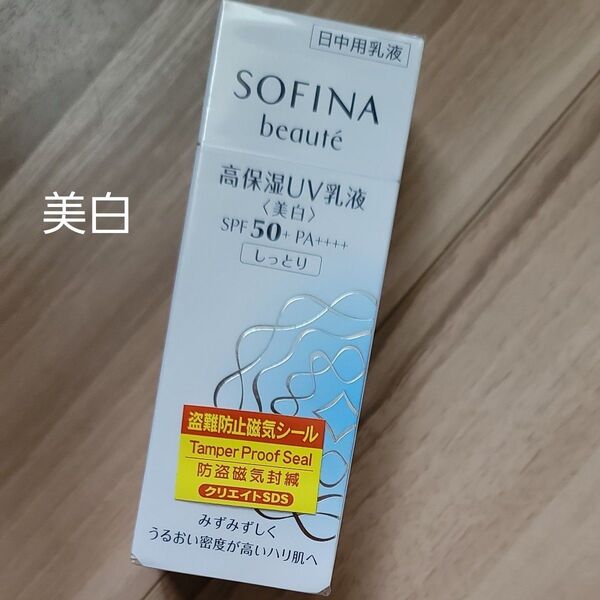 日中用乳液
SOFINA
beauté
高保湿UV乳液
〈美白〉
SPF50+ PA++++
しっとり
美白
盗難防止磁気シール
Tamper Proof Seal
防盗磁気封緘
クリエイトSDS
みずみずしく
うるおい密度が高いハリ肌へ